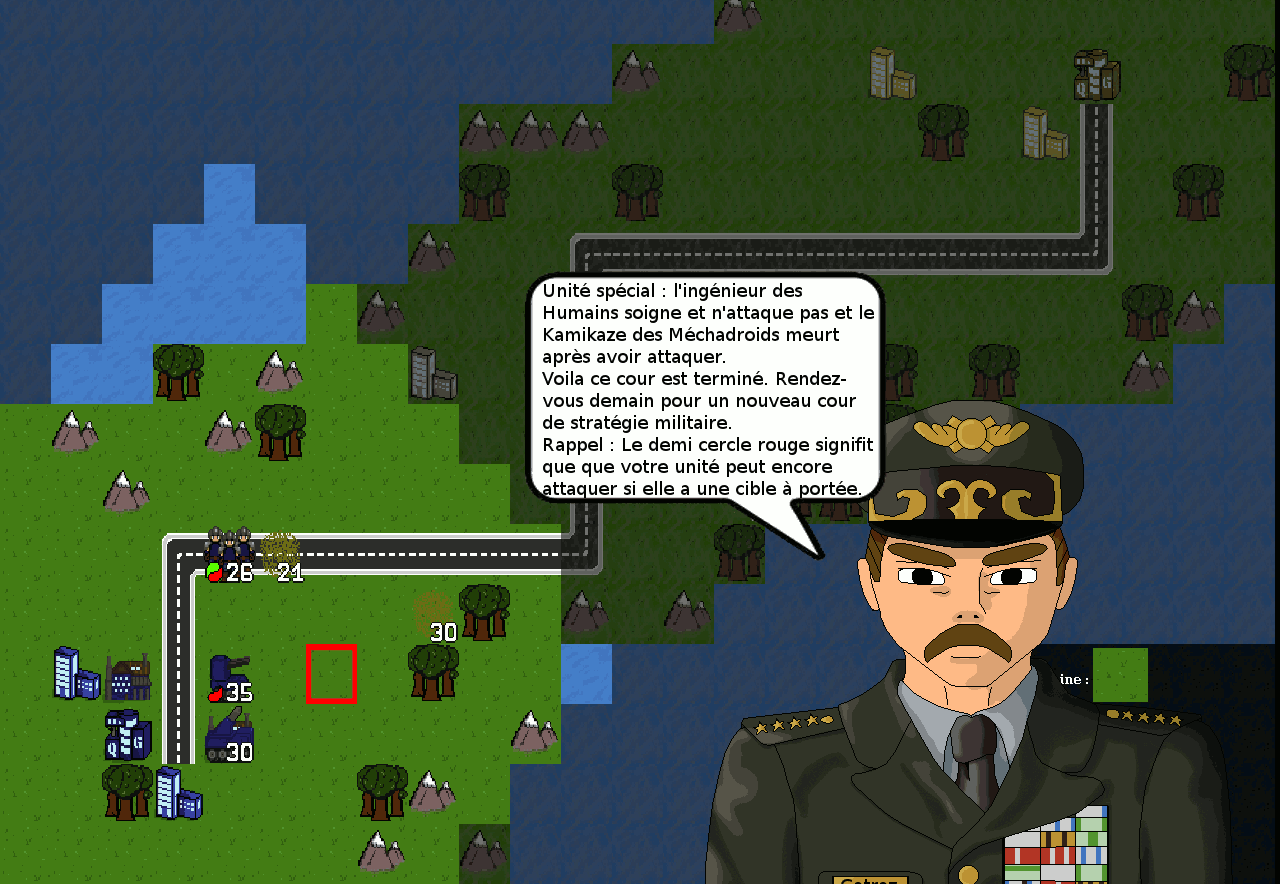 Unité spécial : l'ingénieur des
Humains soigne et n'attaque pas et le
Kamikaze des Méchadroids meurt
après avoir attaquer.
Voila ce cour est terminé. Rendez-
vous demain pour un nouveau cour
de stratégie militaire.
Rappel : Le demi cercle rouge signifit
que que votre unité peut encore
attaquer si elle a une cible à portée.
26
21
30
35
30
ine :
Q G
Q G